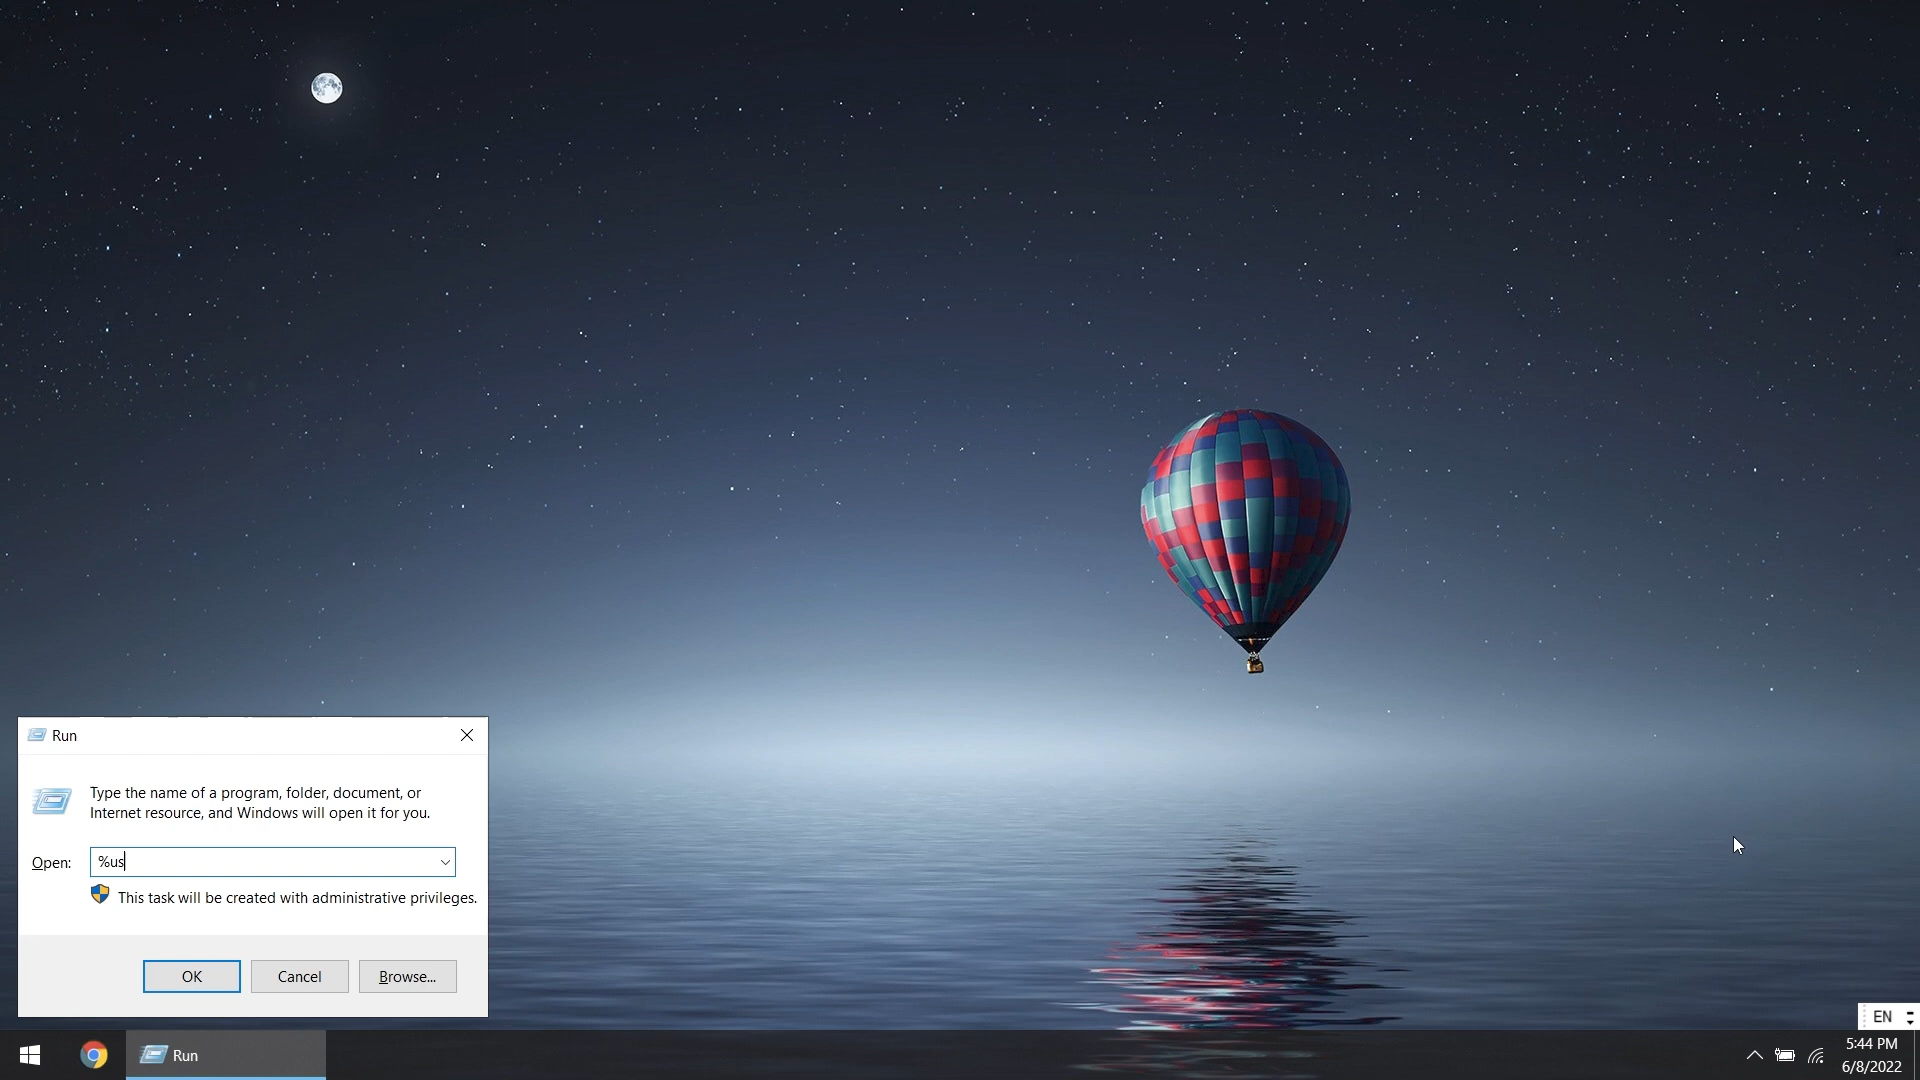 Run
Type the name of a program, folder, document, or
Internet resource, and Windows will open it for you.
Open:
%us
This task will be created with administrative privileges.
OK
Cancel
Browse...
EN
Run
5:44 PM
6/8/2022